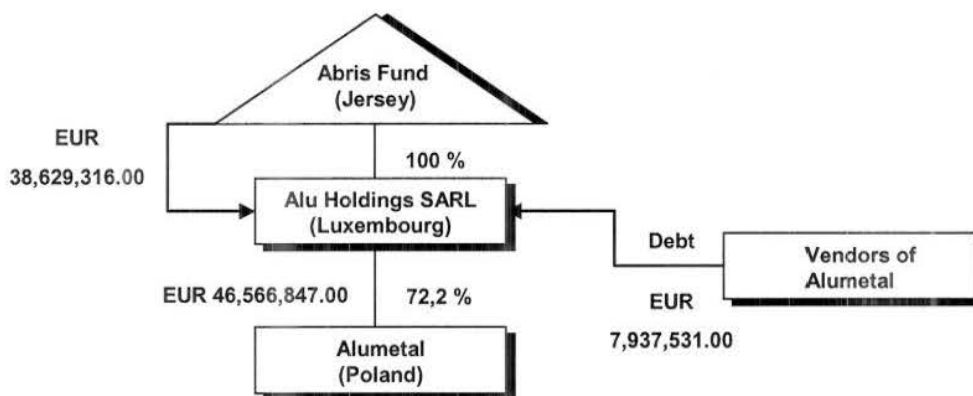 Abris Fund
(Jersey)
EUR
38,629,316.00
100 %
Alu Holdings SARL
(Luxembourg)
Debt
Vendors of
Alumetal
EUR 46,566,847.00
72,2 %
EUR
7,937,531.00
Alumetal
(Poland)